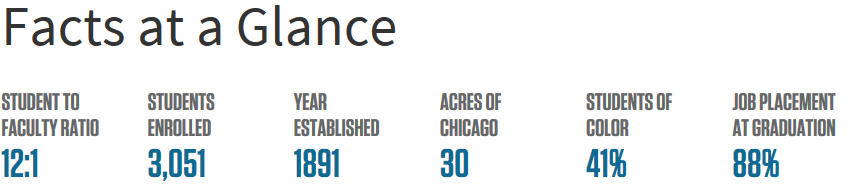 Facts at a Glance
STUDENT TO
FACULTY RATIO
12:1
STUDENTS
ENROLLED
3,051
YEAR
ESTABLISHED
1891
ACRES OF
CHICAGO
30
STUDENTS OF
COLOR
41%
JOB PLACEMENT
AT GRADUATION
88%